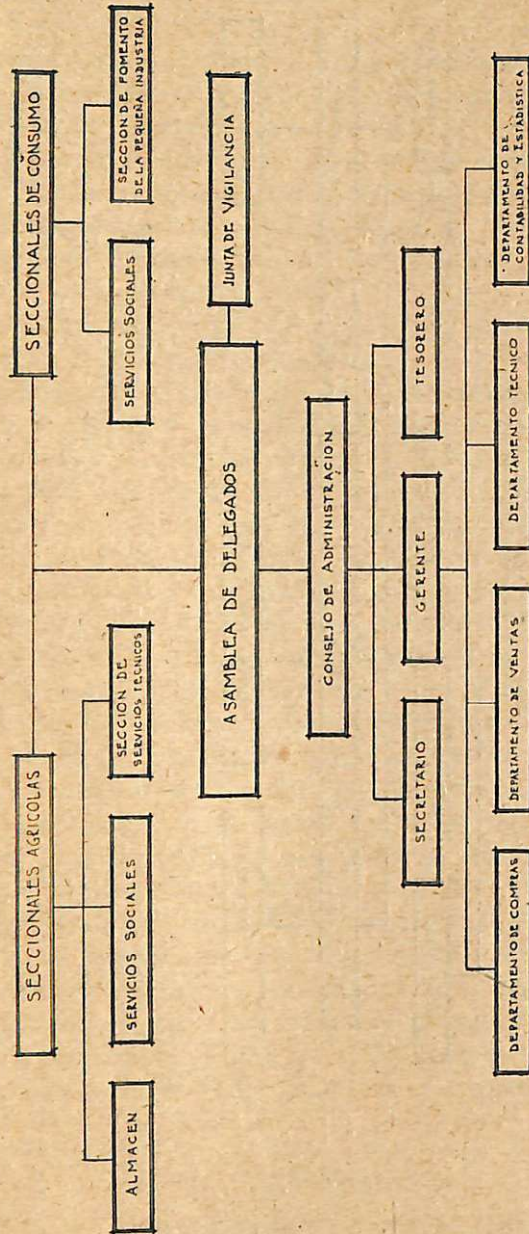 SECCIONALES AGRICOLAS
SECCIONALES DE CONSUMO
ALMACEN
SERVICIOS SOCIALES
SECCION DE
SERVICIOS TECNICOS
SERVICIOS SOCIALES
SECCION DE FOMENTO
DE LA PEQUEÑA INDUSTRIA
ASAMBLEA DE DELEGADOS
JUNTA DE VIGILANCIA
CONSEJO DE ADMINISTRACION
SECRETARIO
GERENTE
TESORERO
DEPARTAMENTO DE COMPRAS
DEPARTAMENTO DE VENTAS
DEPARTAMENTO TECNICO
DEPARTAMENTO DE
CONTABILIDAD Y ESTADISTICA